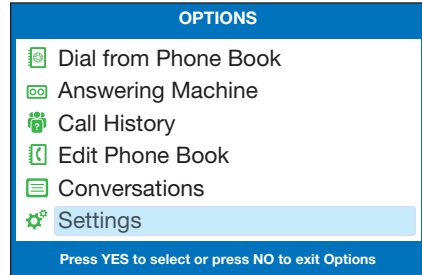 OPTIONS
Dial from Phone Book
Answering Machine
Call History
Edit Phone Book
Conversations
Settings
Press YES to select or press NO to exit Options